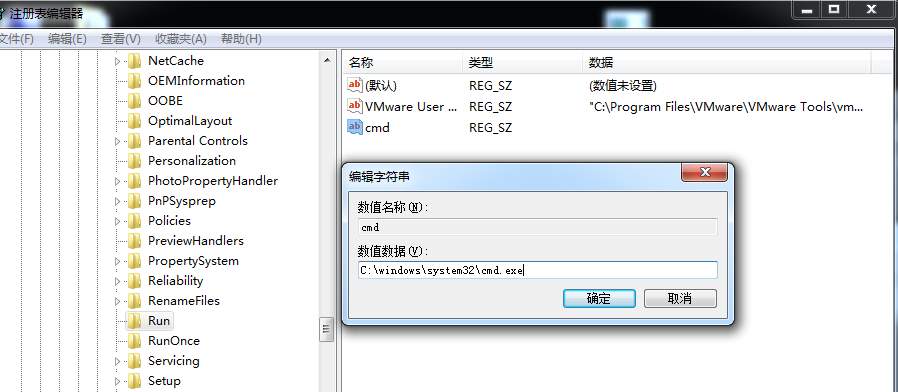 注册表编辑器
文件(F) 编辑(E) 查看(V) 收藏夹(A) 帮助(H)
NetCache
OEMInformation
OOBE
OptimalLayout
Parental Controls
Personalization
PhotoPropertyHandler
PnPSysprep
Policies
PreviewHandlers
PropertySystem
Reliability
RenameFiles
Run
RunOnce
Servicing
Setup
名称 类型 数据
ab (默认) REG_SZ (数值未设置)
ab VMware User ... REG_SZ "C:\Program Files\VMware\VMware Tools\vm...
ab cmd REG_SZ
编辑字符串
数值名称(N):
cmd
数值数据(V):
C:\windows\system32\cmd.exe
确定 取消